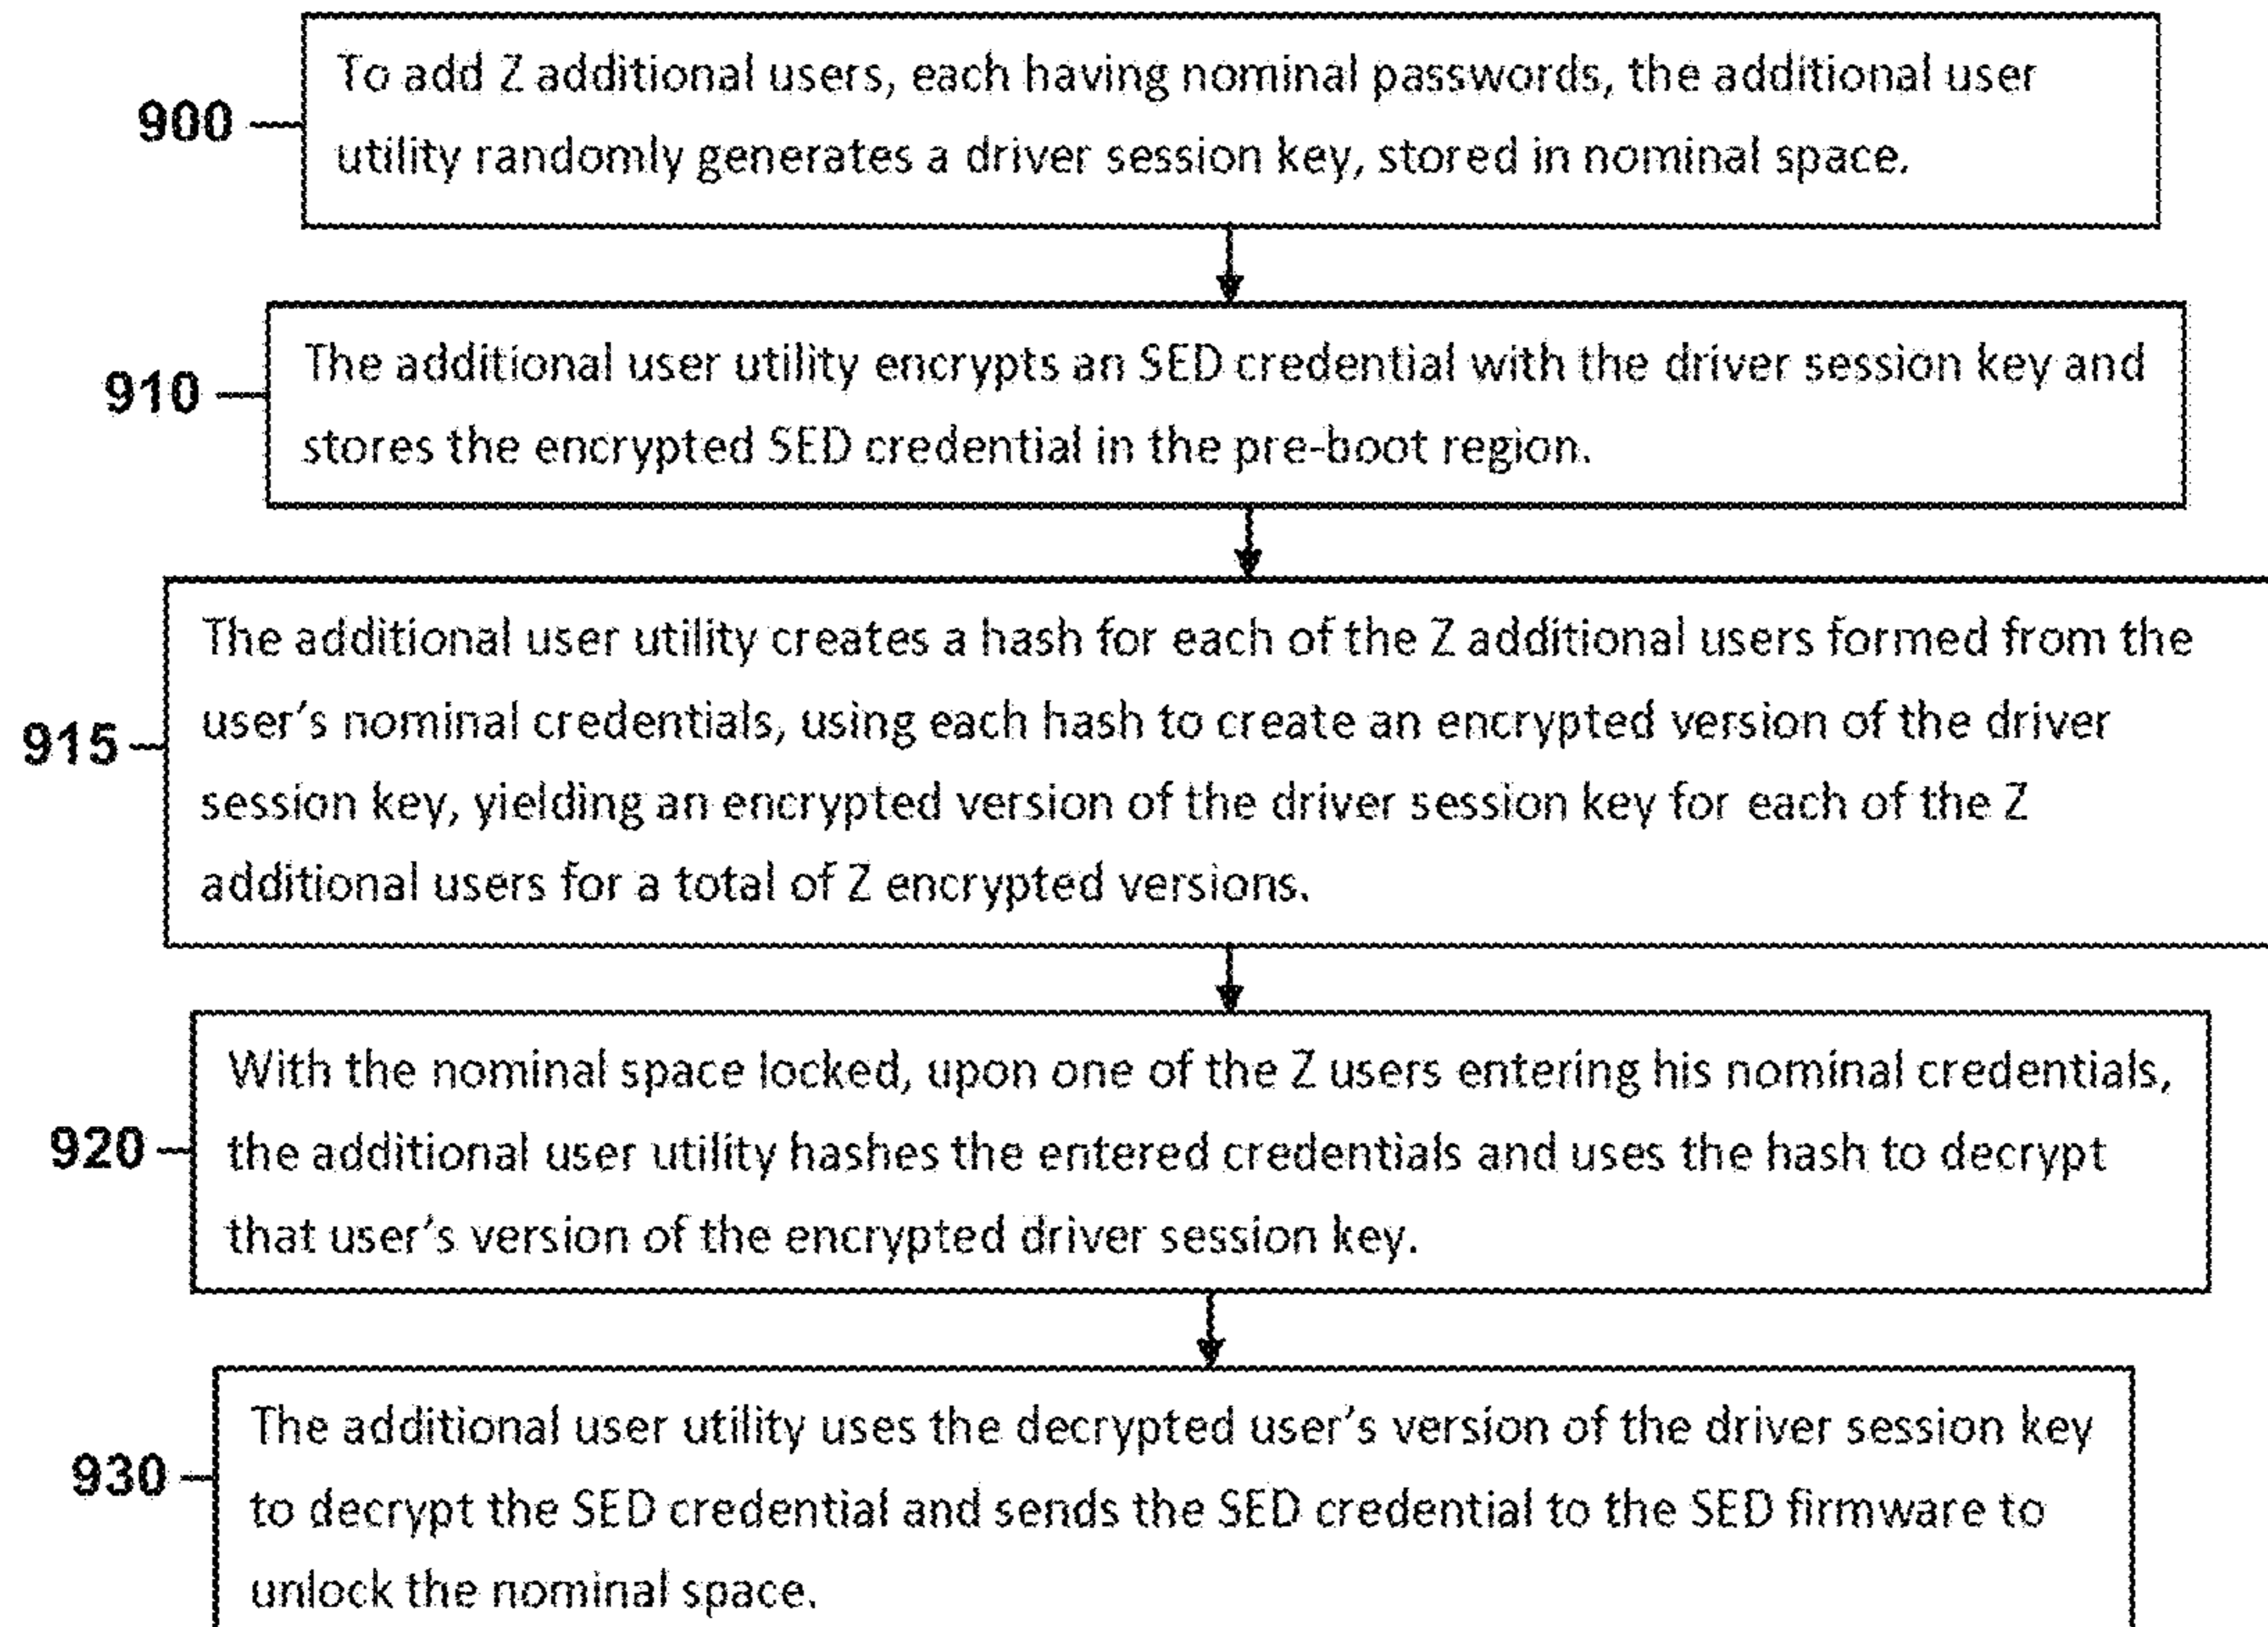 To add Z additional users, each having nominal passwords, the additional user
900
utility randomly generates a driver session key, stored in nominal space.
The additional user utility encrypts an SED credential with the driver session key and
910
stores the encrypted SED credential in the pre-boot region.
The additional user utility creates a hash for each of the Z additional users formed from the
user's nominal credentials, using each hash to create an encrypted version of the driver
915
session key, yielding an encrypted version of the driver session key for each of the Z
additional users for a total of Z encrypted versions.
With the nominal space locked, upon one of the Z users entering his nominal credentials,
920
the additional user utility hashes the entered credentials and uses the hash to decrypt
that user's version of the encrypted driver session key.
The additional user utility uses the decrypted user's version of the driver session key
930
to decrypt the SED credential and sends the SED credential to the SED firmware to
unlock the nominal space.